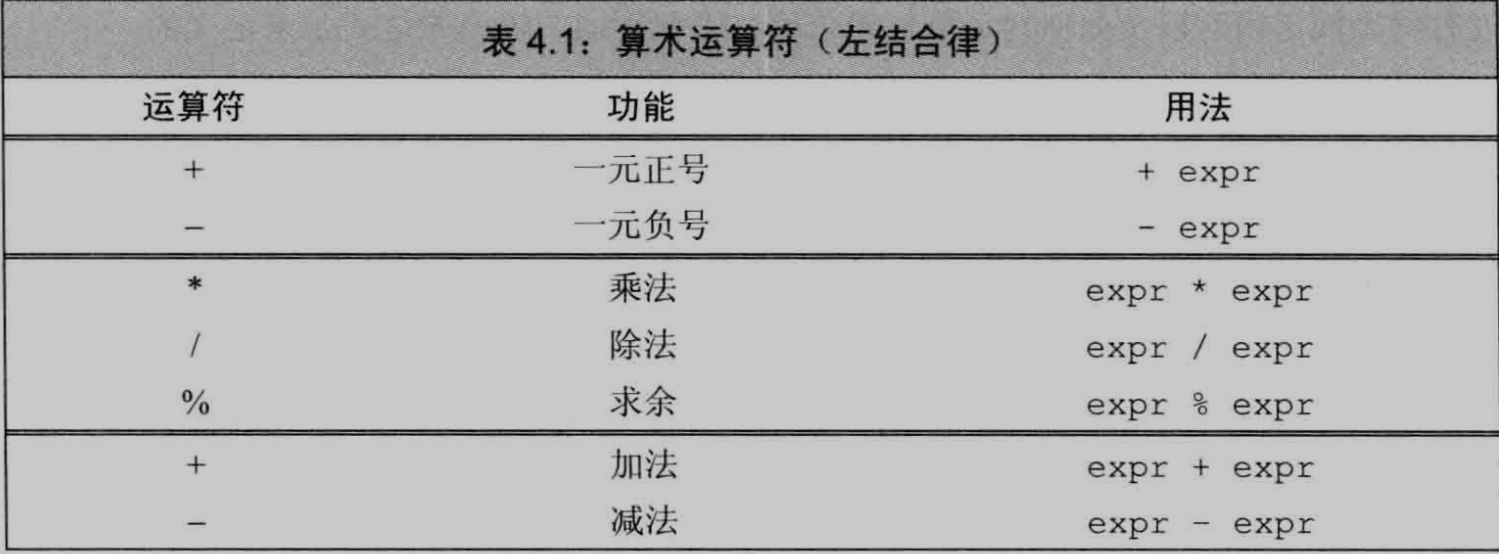 表 4.1：算术运算符（左结合律）
运算符 功能 用法
+ 一元正号 + expr
- 一元负号 - expr
* 乘法 expr * expr
/ 除法 expr / expr
% 求余 expr % expr
+ 加法 expr + expr
- 减法 expr - expr